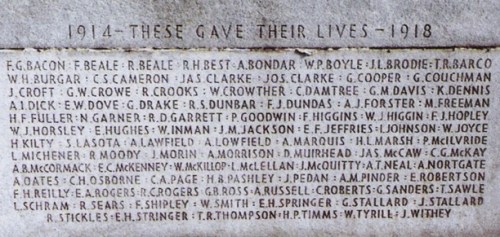 1914 - THESE GAVE THEIR LIVES - 1918
F.G.BACON : F.BEALE : R.BEALE : R.H.BEST : A.BONDAR : W.P.BOYLE : J.L.BRODIE : T.R.BARCO
W.H.BURGAR : C.S.CAMERON : JAS.CLARKE : JOS.CLARKE : G.COOPER : G.COUCHMAN
J.CROFT : G.W.CROWE : R.CROOKS : W.CROWTHER : C.DAMTREE : G.M.DAVIS : K.DENNIS
A.I.DICK : E.W.DOVE : G.DRAKE : R.S.DUNBAR : F.J.DUNDAS : A.J.FORSTER : M.FREEMAN
H.F.FULLER : N.GARNER : R.D.GARRETT : P.GOODWIN : F.HIGGINS : W.J.HIGGIN : F.J.HOPLEY
W.J.HORSLEY : E.HUGHES : W.INMAN : J.M.JACKSON : E.F.JEFFRIES : I.JOHNSON : W.JOYCE
H.KILTY : S.LASOTA : A.LAWFIELD : A.LOWFIELD : A.MARQUIS : H.L.MARSH : P.McILVRIDE
L.MICHENER : R.MOODY : J.MORIN : A.MORRISON : D.MUIRHEAD : JAS.McCAW : C.G.McKAY
A.B.McCORMACK : E.C.McKENNEY : W.McKILLOP : L.McLELLAN : J.McQUITTY : A.T.NEAL : A.NORTGATE
A.OATES : C.H.OSBORNE : C.A.PAGE : H.B.PASHLEY : J.PEDAN : A.M.PINDER : E.ROBERTSON
F.H.REILLY : E.A.ROGERS : R.C.ROGERS : G.B.ROSS : A.RUSSELL : C.ROBERTS : G.SANDERS : T.SAWLE
L.SCHRAM : R.SEARS : F.SHIPLEY : W.SMITH : E.H.SPRINGER : G.STALLARD : J.STALLARD
R.STICKLES : E.H.STRINGER : T.R.THOMPSON : H.P.TIMMS : W.TYRILL : J.WITHEY